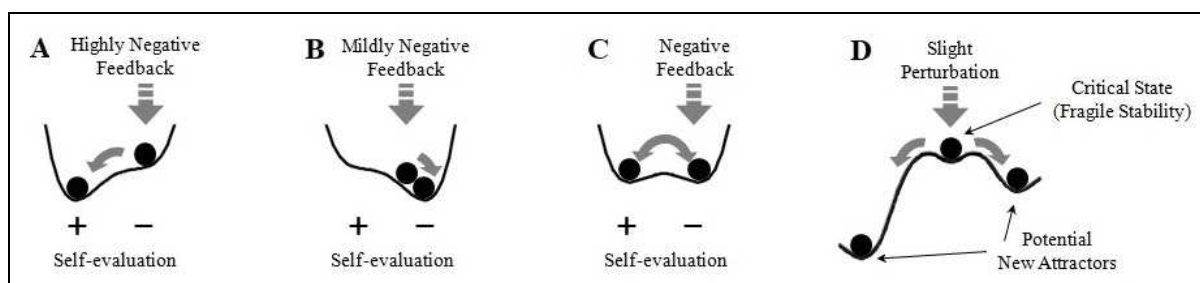 A
Highly Negative
Feedback
+ −
Self-evaluation
B
Mildly Negative
Feedback
+ −
Self-evaluation
C
Negative
Feedback
+ −
Self-evaluation
D
Slight
Perturbation
Critical State
(Fragile Stability)
Potential
New Attractors